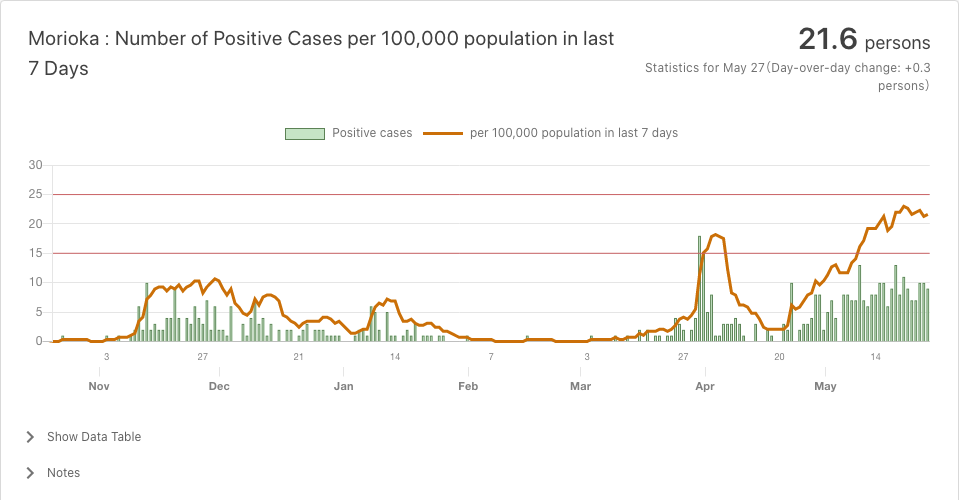 Morioka : Number of Positive Cases per 100,000 population in last
7 Days
21.6 persons
Statistics for May 27(Day-over-day change: +0.3
persons)
Positive cases
per 100,000 population in last 7 days
30
25
20
15
10
5
0
3 27 21 14 7 3 27 20 14
Nov Dec Jan Feb Mar Apr May
Show Data Table
Notes